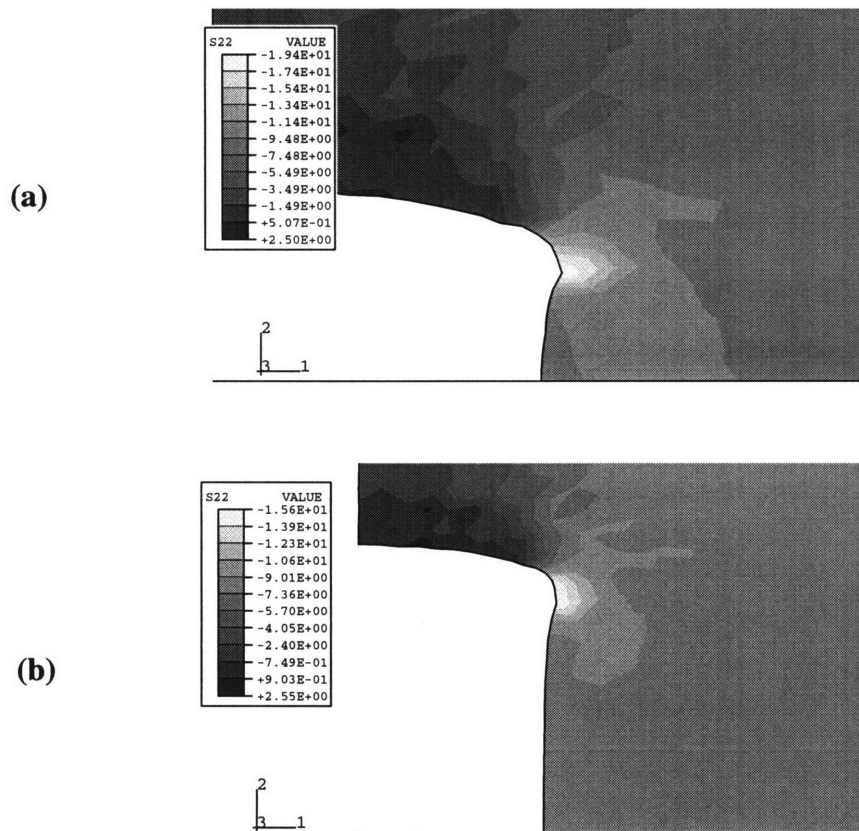 (a)
S22 VALUE
-1.94E+01
-1.74E+01
-1.54E+01
-1.34E+01
-1.14E+01
-9.48E+00
-7.48E+00
-5.49E+00
-3.49E+00
-1.49E+00
+5.07E-01
+2.50E+00
2
3 1
(b)
S22 VALUE
-1.56E+01
-1.39E+01
-1.23E+01
-1.06E+01
-9.01E+00
-7.36E+00
-5.70E+00
-4.05E+00
-2.40E+00
-7.49E-01
+9.03E-01
+2.55E+00
2
3 1